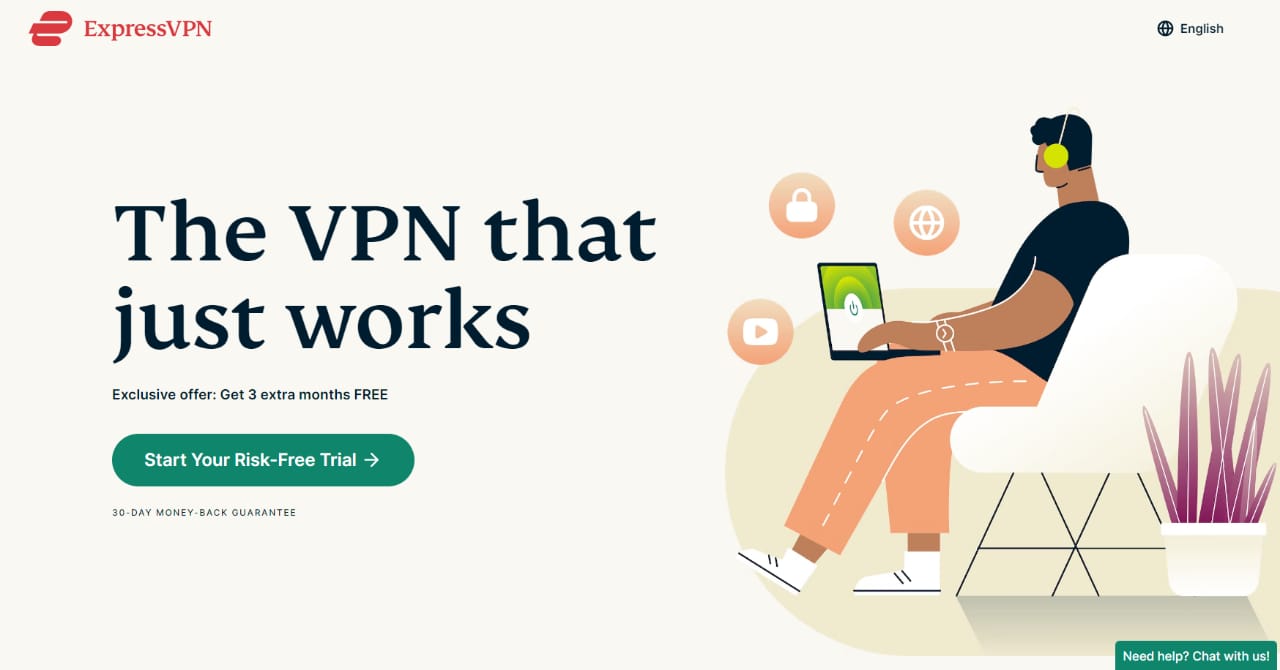 ExpressVPN
English
The VPN that
just works
Exclusive offer: Get 3 extra months FREE
Start Your Risk-Free Trial →
30-DAY MONEY-BACK GUARANTEE
Need help? Chat with us!